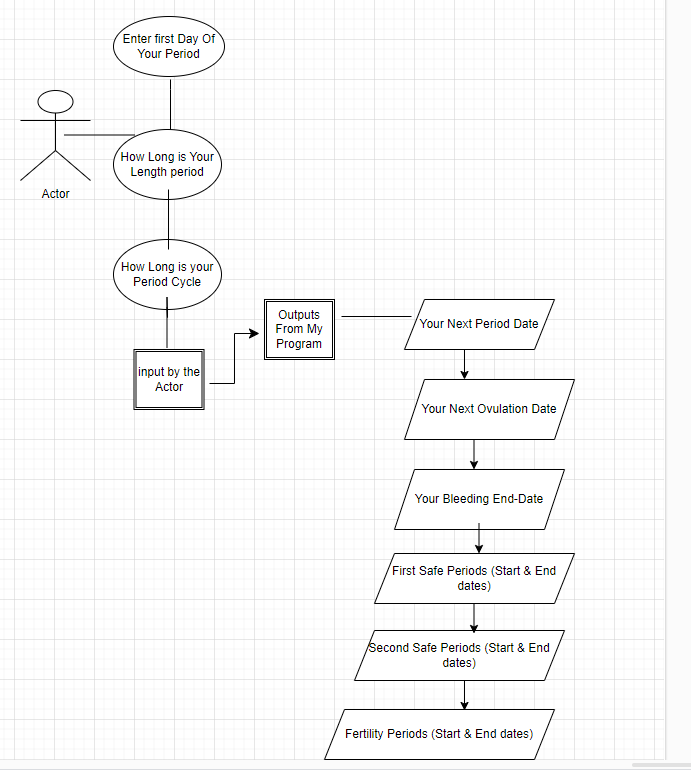 Enter first Day Of
Your Period
How Long is Your
Length period
Actor
How Long is your
Period Cycle
input by the
Actor
Outputs
From My
Program
Your Next Period Date
Your Next Ovulation Date
Your Bleeding End-Date
First Safe Periods (Start & End
dates)
Second Safe Periods (Start & End
dates)
Fertility Periods (Start & End dates)